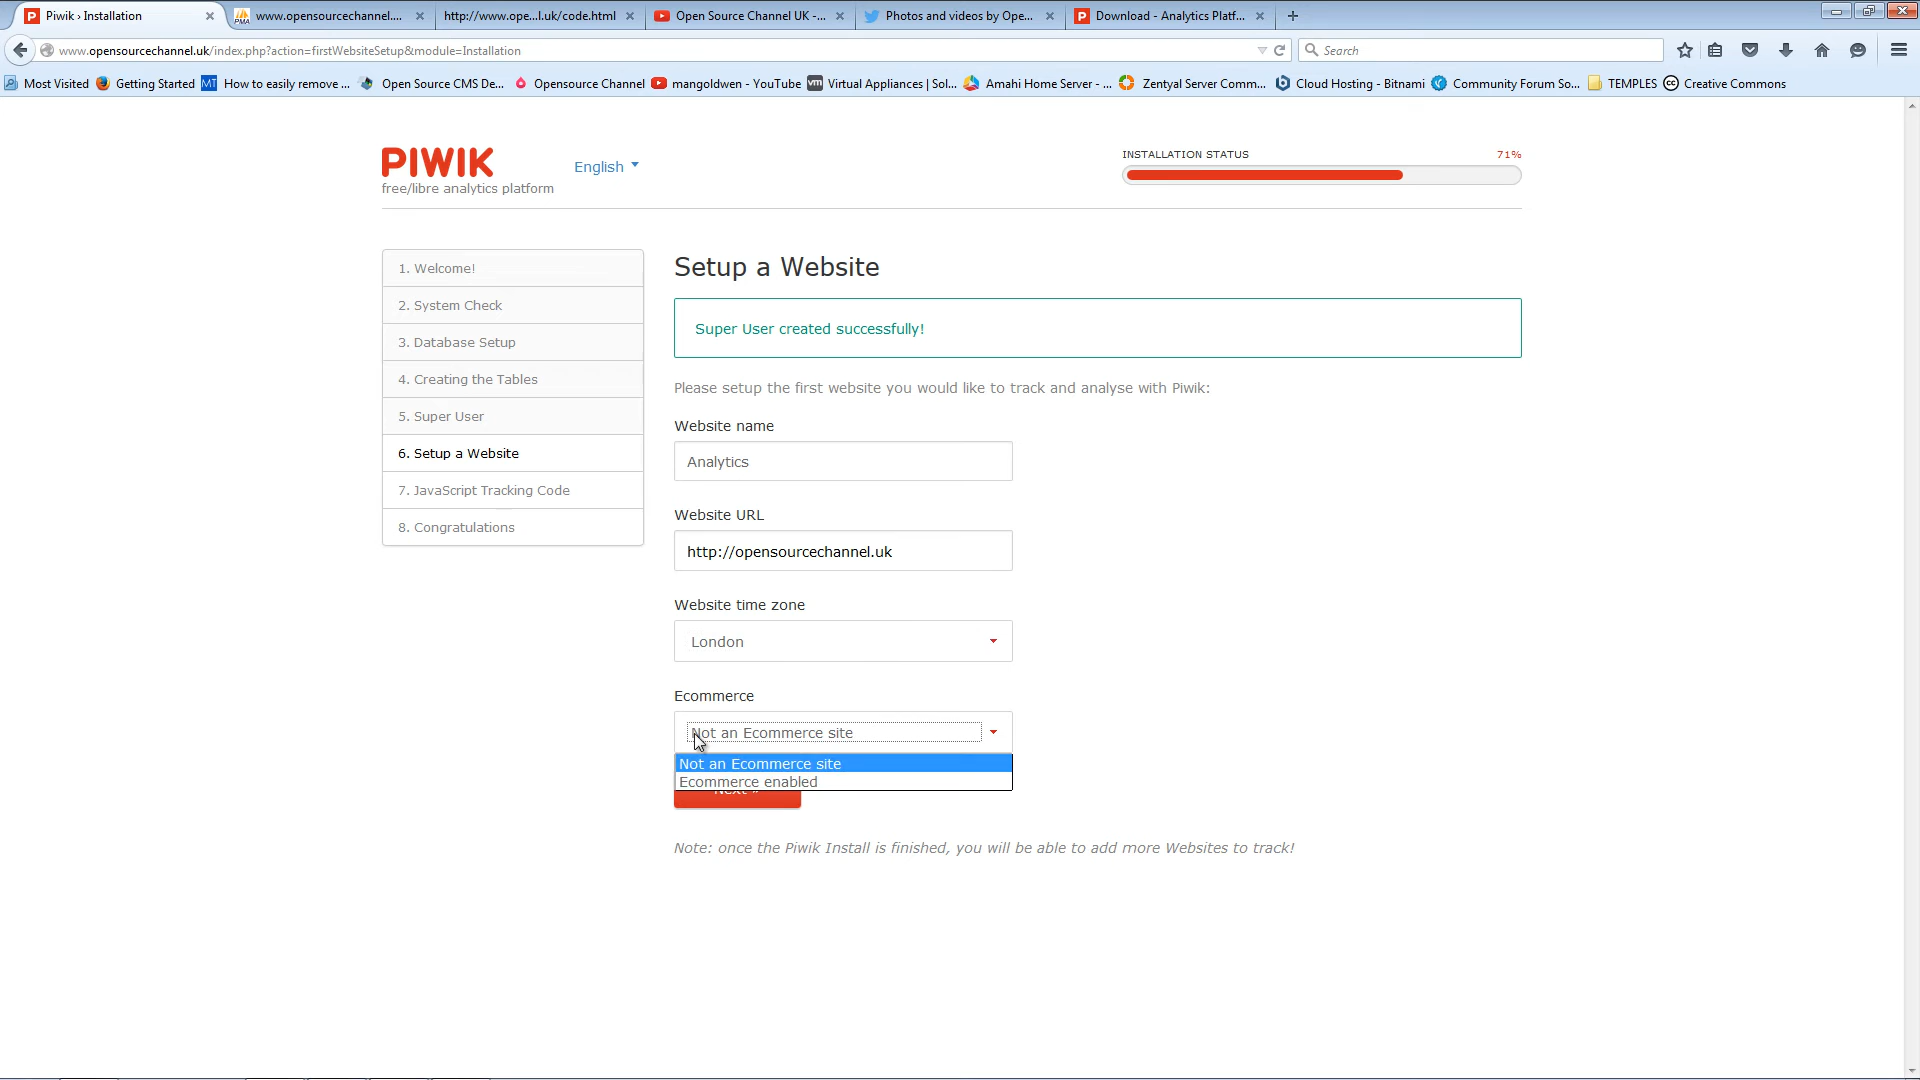 Piwik › Installation
www.opensourcechannel....
http://www.ope...l.uk/code.html
Open Source Channel UK -...
Photos and videos by Ope...
Download - Analytics Platf...
www.opensourcechannel.uk/index.php?action=firstWebsiteSetup&module=Installation
Search
Most Visited
Getting Started
MT
How to easily remove ...
Open Source CMS De...
Opensource Channel
mangoldwen - YouTube
vm
Virtual Appliances | Sol...
Amahi Home Server - ...
Zentyal Server Comm...
Cloud Hosting - Bitnami
Community Forum So...
TEMPLES
Creative Commons
PIWIK
free/libre analytics platform
English
INSTALLATION STATUS
71%
1. Welcome!
2. System Check
3. Database Setup
4. Creating the Tables
5. Super User
6. Setup a Website
7. JavaScript Tracking Code
8. Congratulations
Setup a Website
Super User created successfully!
Please setup the first website you would like to track and analyse with Piwik:
Website name
Analytics
Website URL
http://opensourcechannel.uk
Website time zone
London
Ecommerce
Not an Ecommerce site
Not an Ecommerce site
Ecommerce enabled
Next »
Note: once the Piwik Install is finished, you will be able to add more Websites to track!